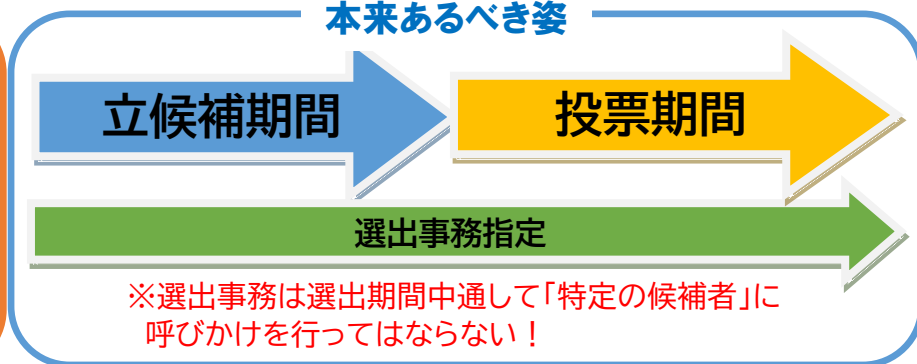 本来あるべき姿
立候補期間
投票期間
選出事務指定
※選出事務は選出期間中通して「特定の候補者」に
呼びかけを行ってはならない！